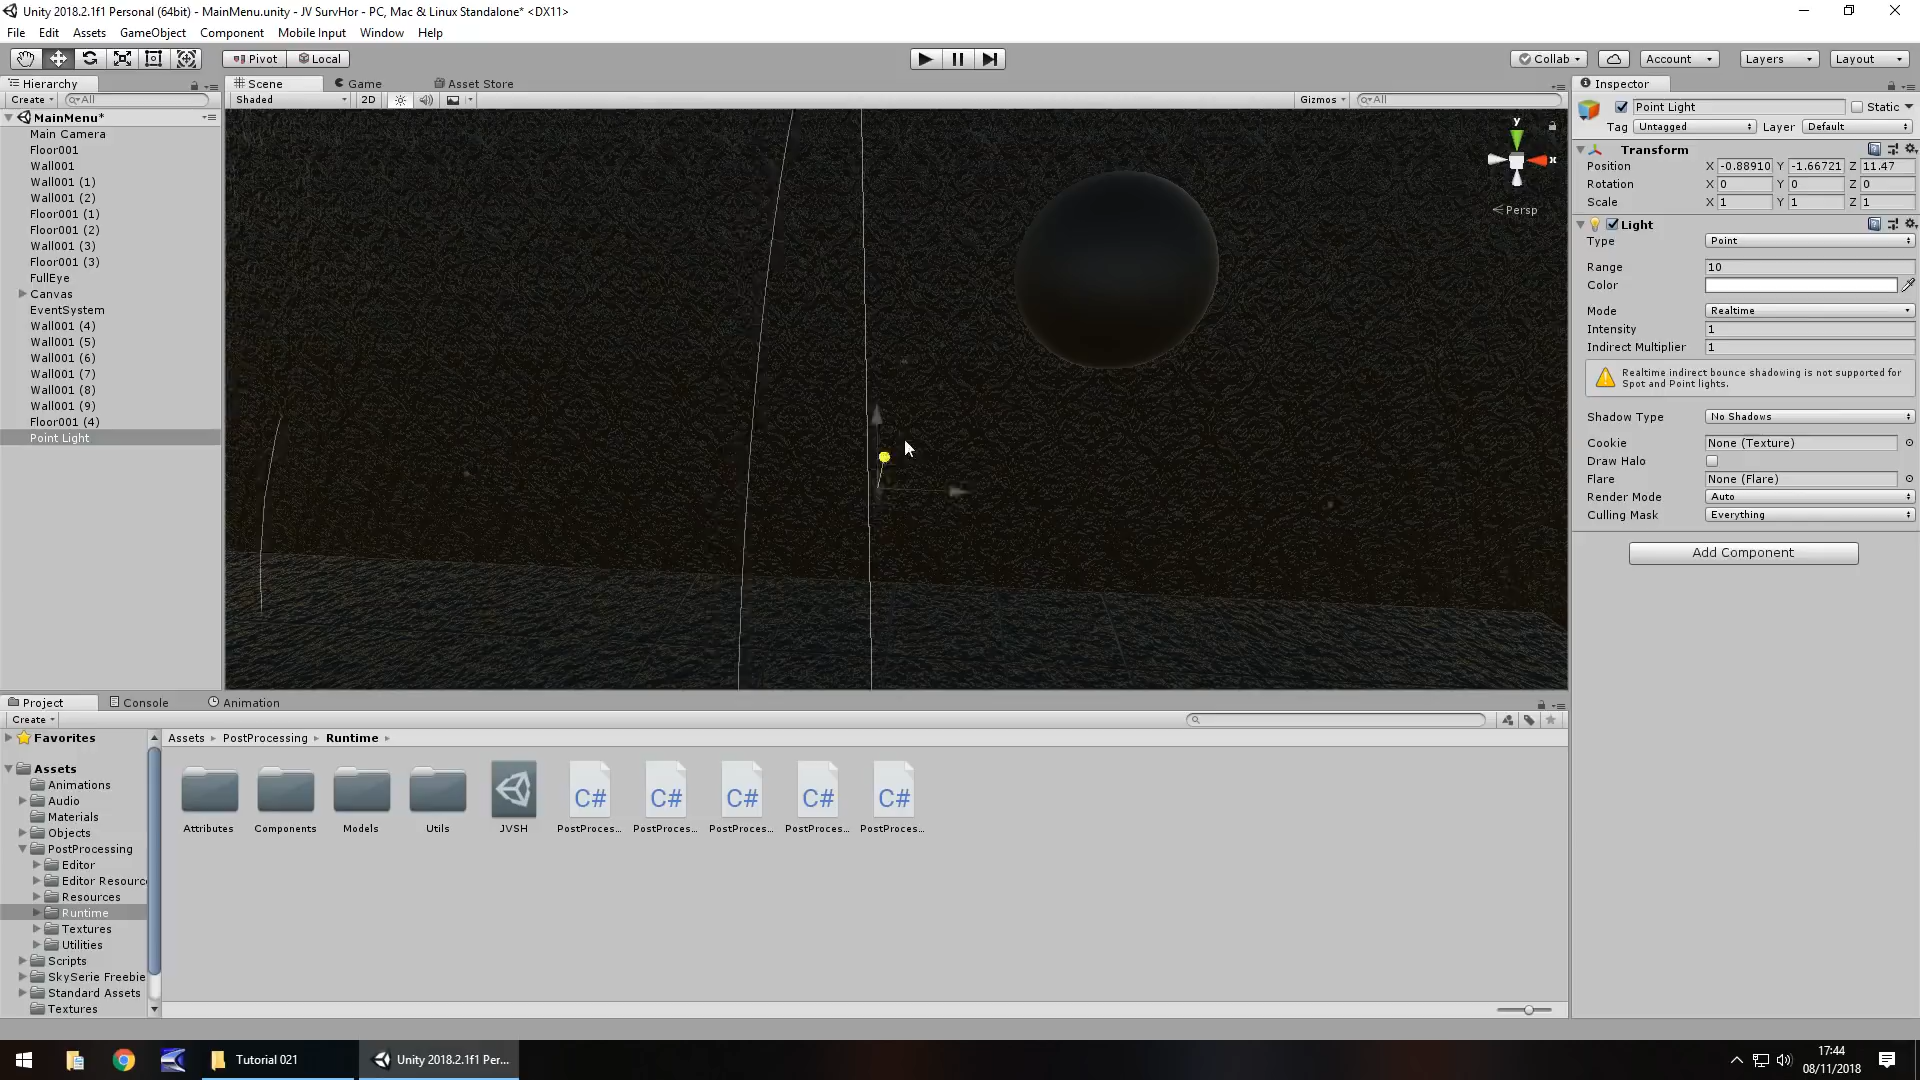 Unity 2018.2.1f1 Personal (64bit) - MainMenu.unity - JV SurvHor - PC, Mac & Linux Standalone* <DX11>
File Edit Assets GameObject Component Mobile Input Window Help
Pivot Local Collab Account Layers Layout
Hierarchy Scene Game Asset Store Inspector
Create All Shaded 2D Gizmos All
MainMenu*
Main Camera
Floor001
Wall001
Wall001 (1)
Wall001 (2)
Floor001 (1)
Floor001 (2)
Wall001 (3)
Floor001 (3)
FullEye
Canvas
EventSystem
Wall001 (4)
Wall001 (5)
Wall001 (6)
Wall001 (7)
Wall001 (8)
Wall001 (9)
Floor001 (4)
Point Light
y
x
Persp
Point Light Static
Tag Untagged Layer Default
Transform
Position X -0.88910 Y -1.66721 Z 11.47
Rotation X 0 Y 0 Z 0
Scale X 1 Y 1 Z 1
Light
Type Point
Range 10
Color
Mode Realtime
Intensity 1
Indirect Multiplier 1
Realtime indirect bounce shadowing is not supported for
Spot and Point lights.
Shadow Type No Shadows
Cookie None (Texture)
Draw Halo
Flare None (Flare)
Render Mode Auto
Culling Mask Everything
Add Component
Project Console Animation
Create
Favorites
Assets
Animations
Audio
Materials
Objects
PostProcessing
Editor
Editor Resourc
Resources
Runtime
Textures
Utilities
Scripts
SkySerie Freebie
Standard Assets
Textures
Assets PostProcessing Runtime
C# C# C# C# C#
Attributes Components Models Utils JVSH PostProces... PostProces... PostProces... PostProces... PostProces...
Tutorial 021 Unity 2018.2.1f1 Per...
17:44
08/11/2018